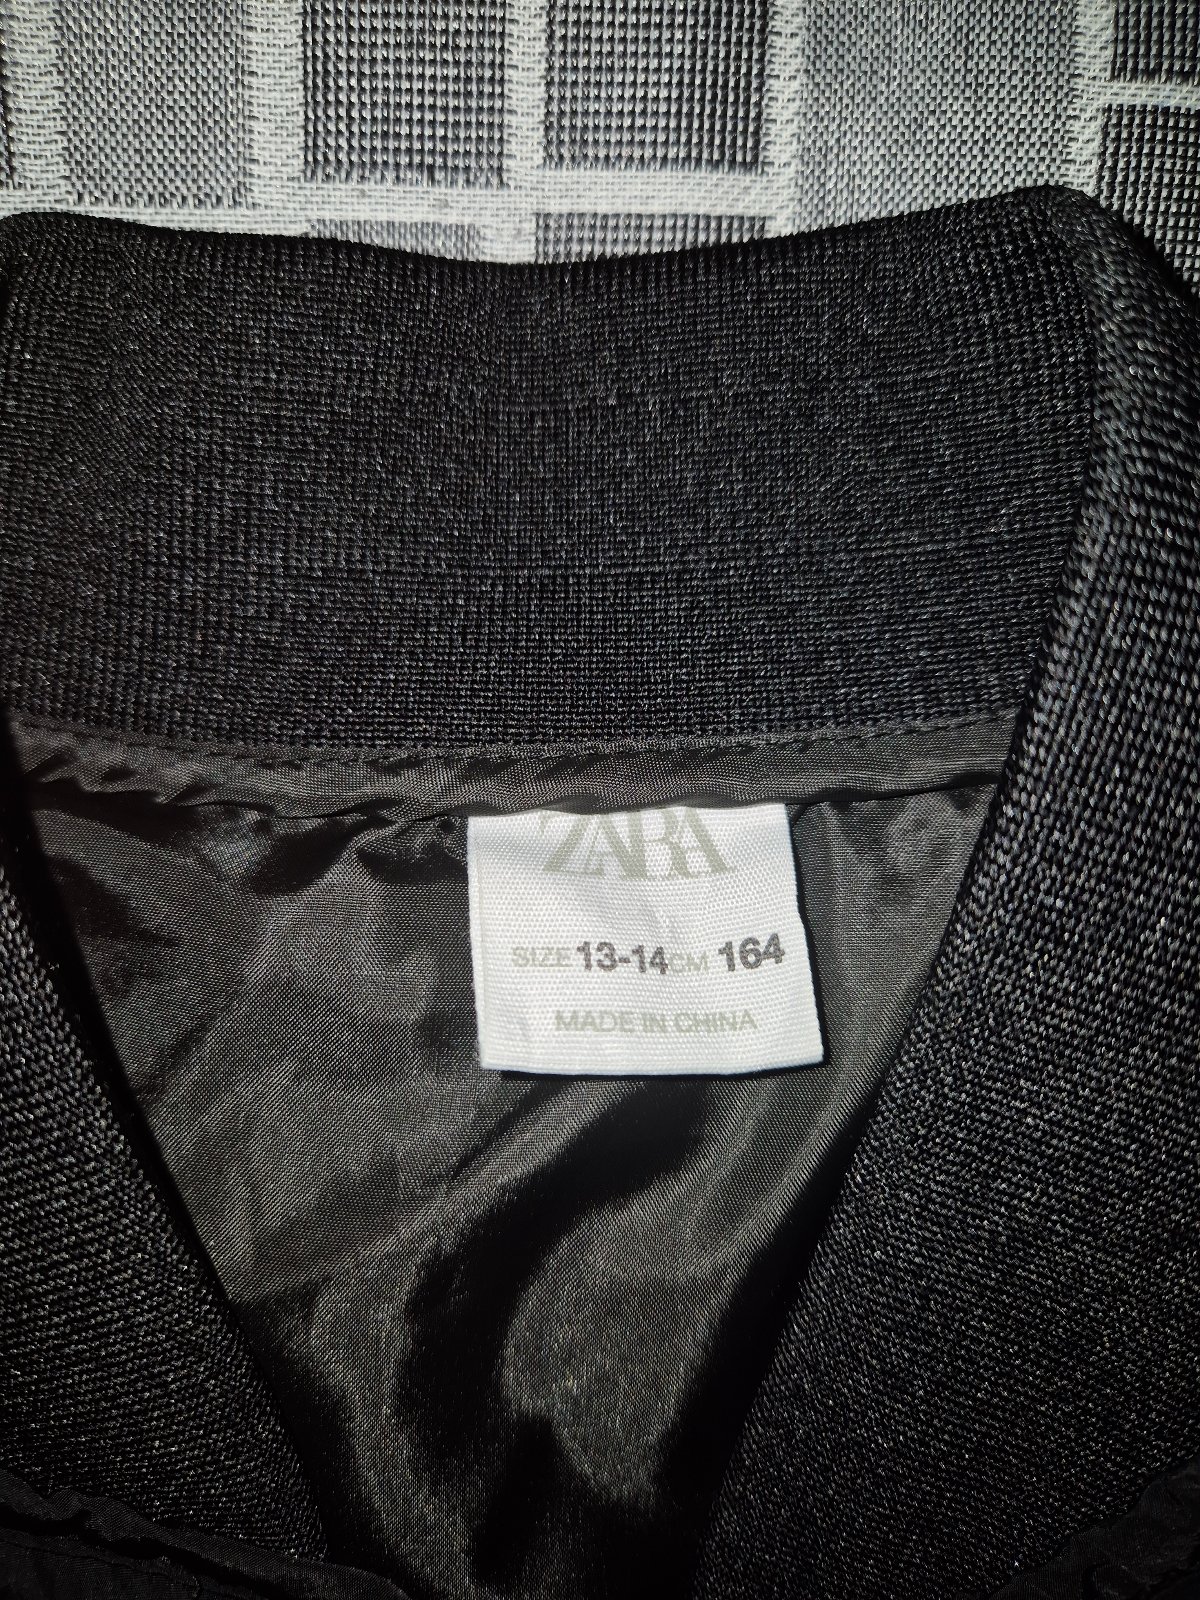 ZARA
SIZE 13-14 CM 164
MADE IN CHINA